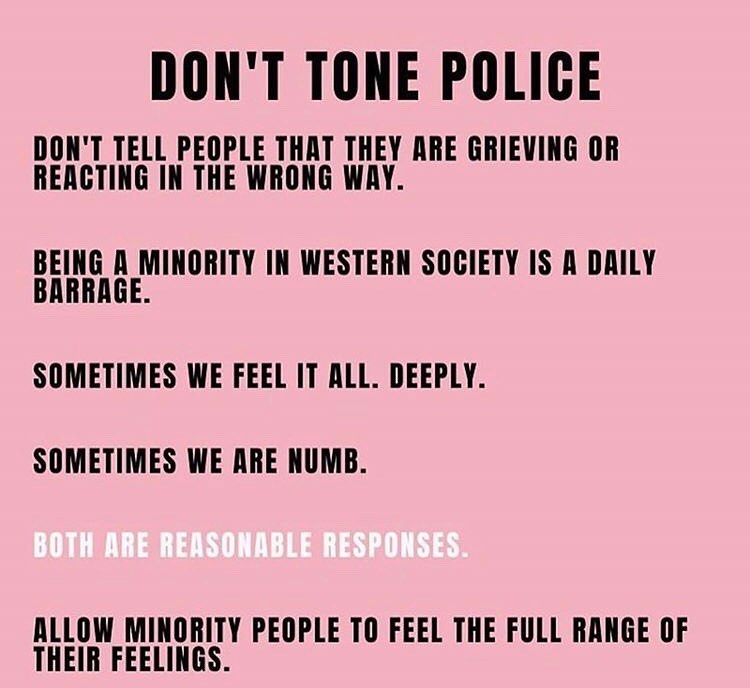 DON'T TONE POLICE
DON'T TELL PEOPLE THAT THEY ARE GRIEVING OR
REACTING IN THE WRONG WAY.
BEING A MINORITY IN WESTERN SOCIETY IS A DAILY
BARRAGE.
SOMETIMES WE FEEL IT ALL. DEEPLY.
SOMETIMES WE ARE NUMB.
BOTH ARE REASONABLE RESPONSES.
ALLOW MINORITY PEOPLE TO FEEL THE FULL RANGE OF
THEIR FEELINGS.